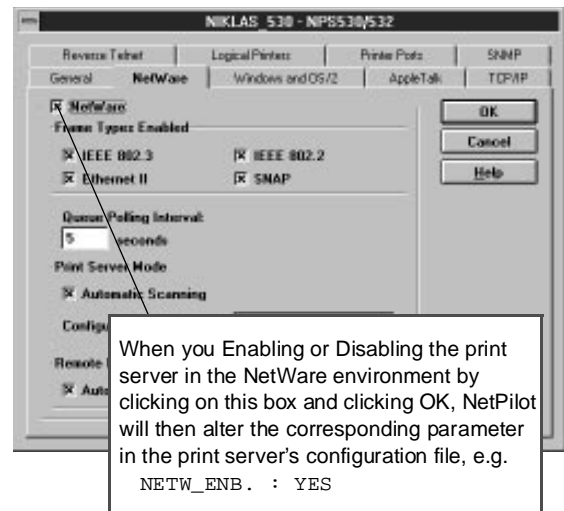 NIKLAS_530 - NPS530/532
Reverse Telnet Logical Printers Printer Ports SNMP
General NetWare Windows and OS/2 AppleTalk TCP/IP
NetWare
Frame Types Enabled
IEEE 802.3 IEEE 802.2
Ethernet II SNAP
OK
Cancel
Help
Queue Polling Interval:
5 seconds
Print Server Mode
Automatic Scanning
Configu
Remote
Auto
When you Enabling or Disabling the print
server in the NetWare environment by
clicking on this box and clicking OK, NetPilot
will then alter the corresponding parameter
in the print server's configuration file, e.g.
NETW_ENB. : YES